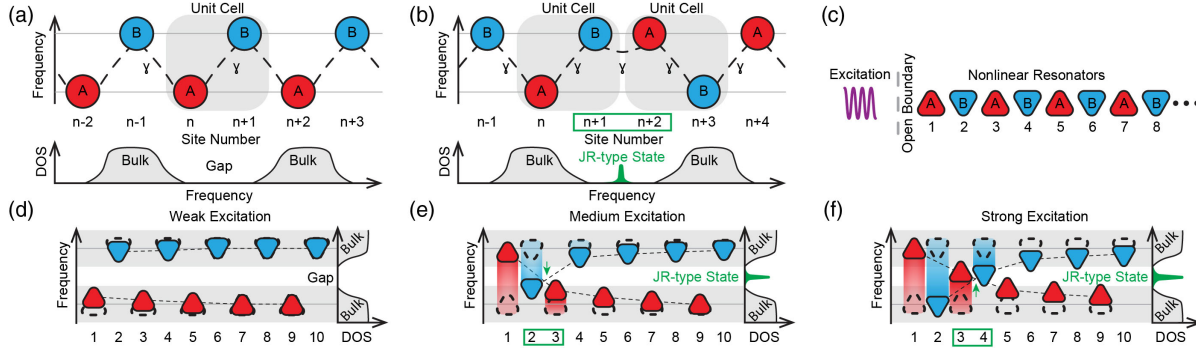 (a)
Unit Cell
Frequency
B B B
γ γ
A A A
n-2 n-1 n n+1 n+2 n+3
Site Number
DOS
Bulk Gap Bulk
Frequency
(b)
Unit Cell Unit Cell
Frequency
B B A A
γ γ γ γ
A B
n-1 n n+1 n+2 n+3 n+4
Site Number
DOS
Bulk JR-type State Bulk
Frequency
(c)
Excitation
Open Boundary
Nonlinear Resonators
A B A B A B A B
1 2 3 4 5 6 7 8
(d)
Weak Excitation
Frequency
Bulk
Gap
Bulk
1 2 3 4 5 6 7 8 9 10 DOS
(e)
Medium Excitation
Frequency
Bulk
JR-type State
Bulk
1 2 3 4 5 6 7 8 9 10 DOS
(f)
Strong Excitation
Frequency
Bulk
JR-type State
Bulk
1 2 3 4 5 6 7 8 9 10 DOS